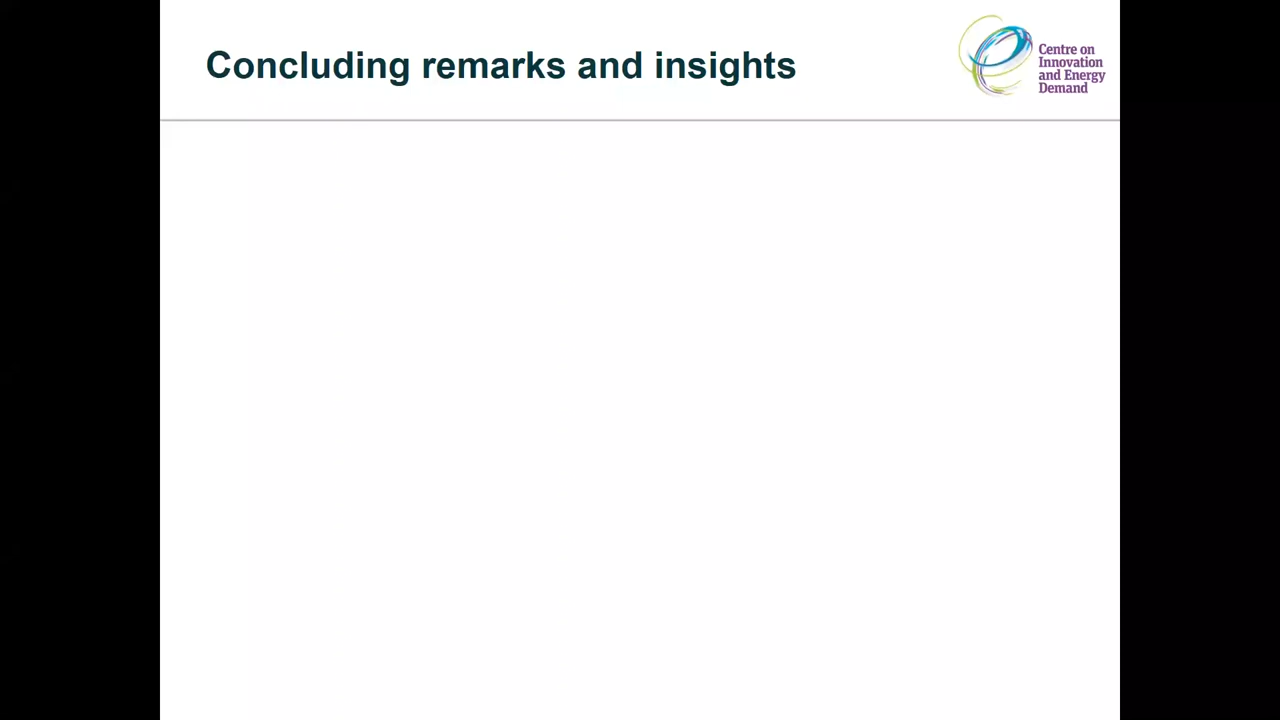 Concluding remarks and insights
Centre on
Innovation
and Energy
Demand